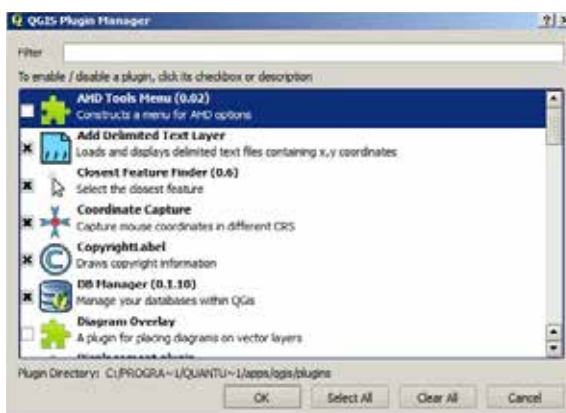 QGIS Plugin Manager
Filter
To enable / disable a plugin, click its checkbox or description
AHD Tools Menu (0.02)
Constructs a menu for AHD options
Add Delimited Text Layer
Loads and displays delimited text files containing x,y coordinates
Closest Feature Finder (0.6)
Select the closest feature
Coordinate Capture
Capture mouse coordinates in different CRS
CopyrightLabel
Draws copyright information
DB Manager (0.1.10)
Manage your databases within QGis
Diagram Overlay
A plugin for placing diagrams on vector layers
Displacement plugin
Plugin Directory: C:/PROGRA~1/QUANTU~1/apps/qgis/plugins
OK Select All Clear All Cancel